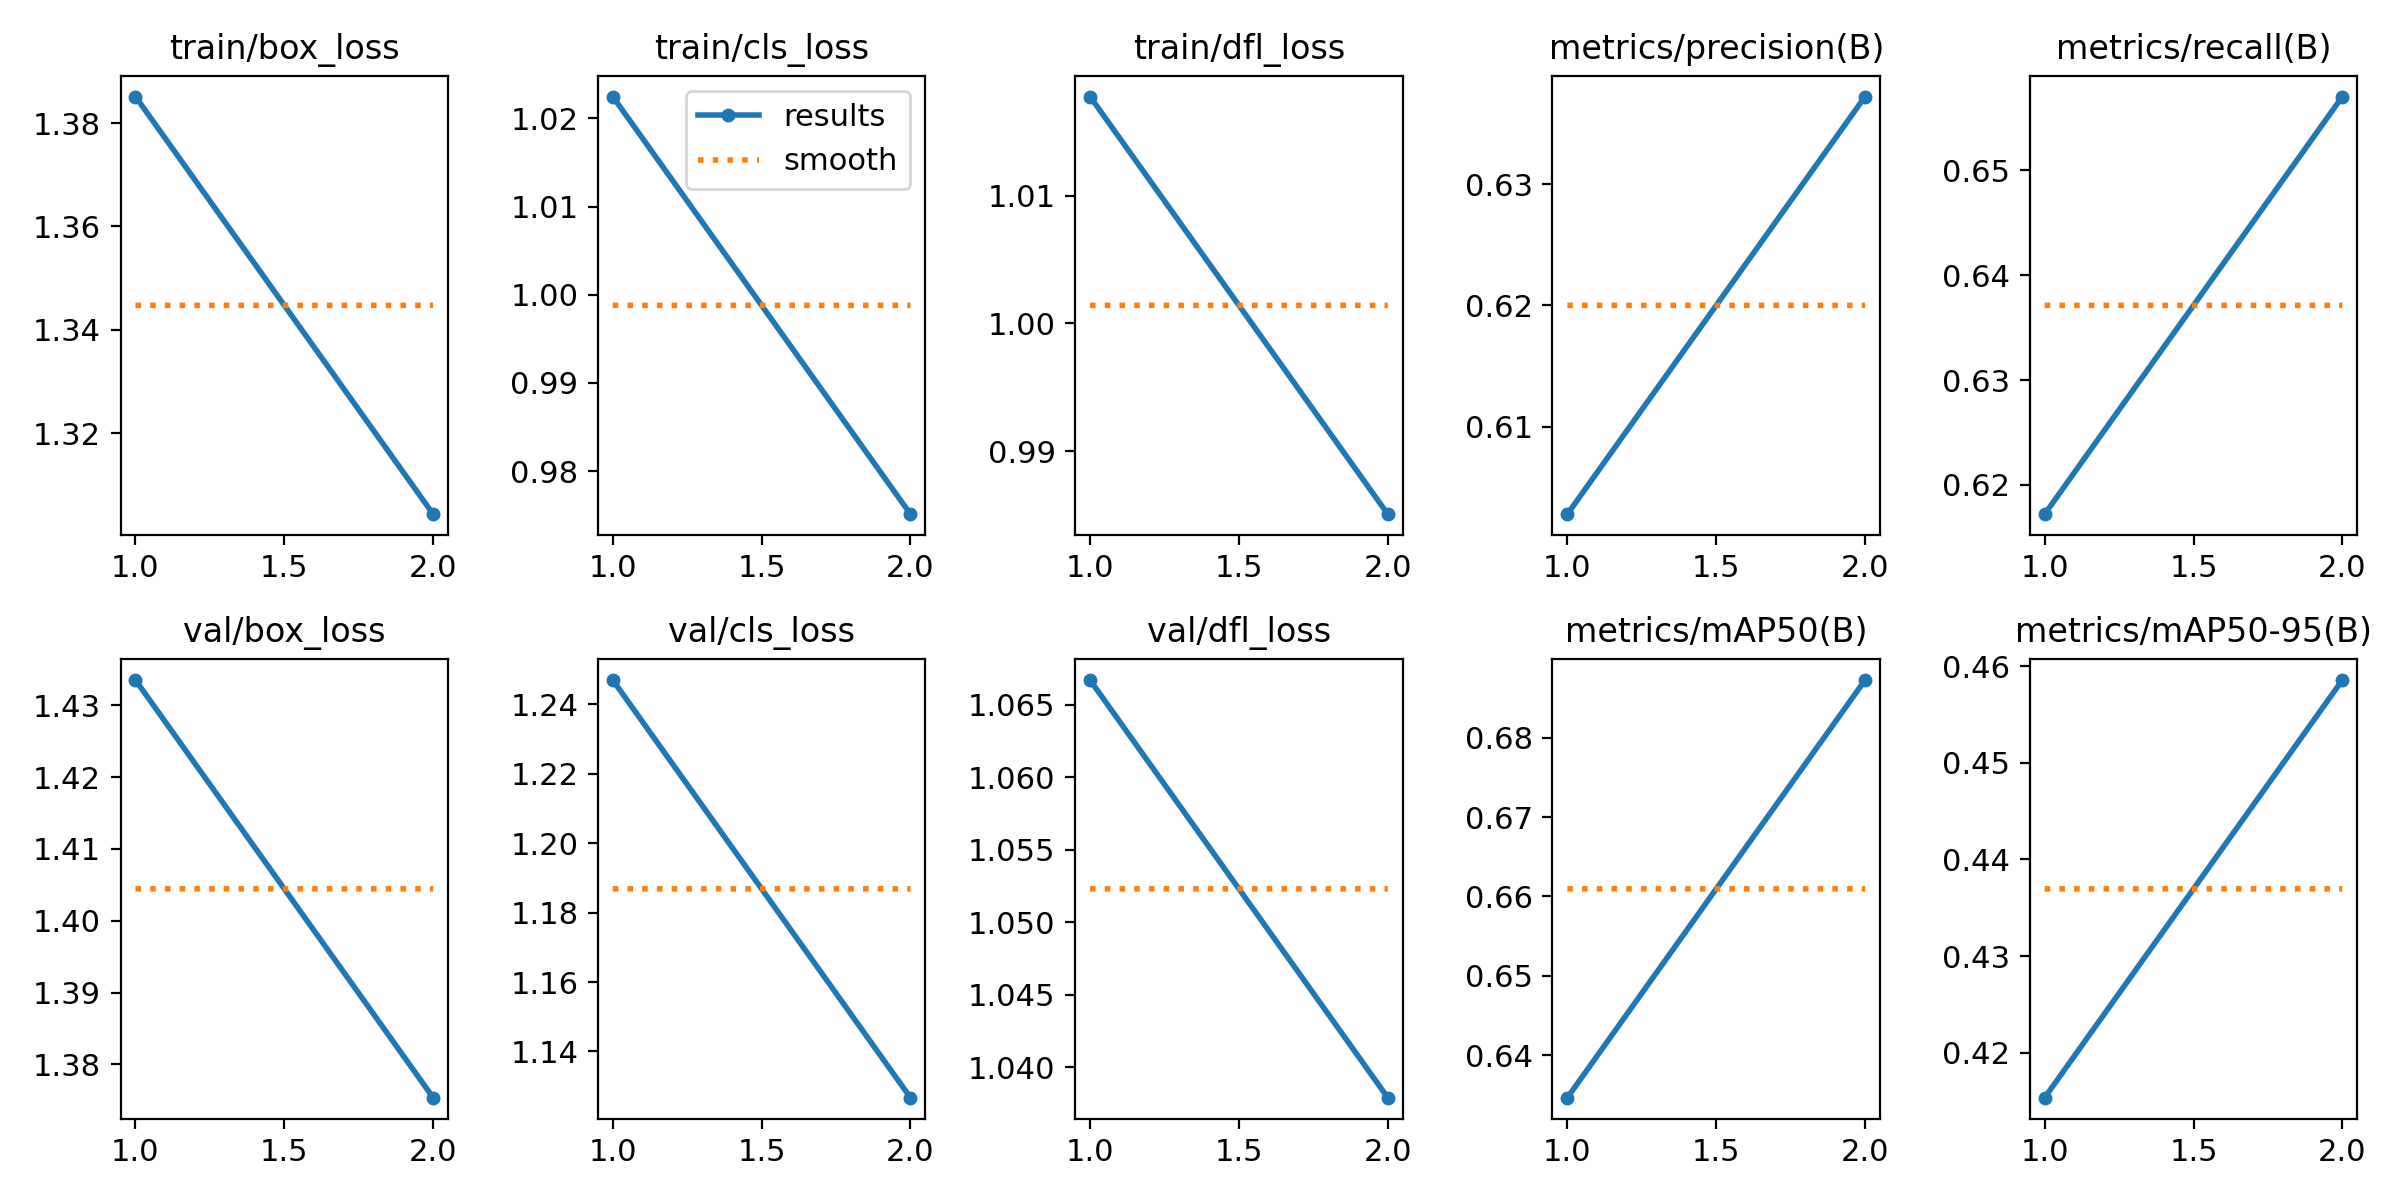 train/box_loss
1.38
1.36
1.34
1.32
1.0 1.5 2.0
train/cls_loss
results
smooth
1.02
1.01
1.00
0.99
0.98
1.0 1.5 2.0
train/dfl_loss
1.01
1.00
0.99
1.0 1.5 2.0
metrics/precision(B)
0.63
0.62
0.61
1.0 1.5 2.0
metrics/recall(B)
0.65
0.64
0.63
0.62
1.0 1.5 2.0
val/box_loss
1.43
1.42
1.41
1.40
1.39
1.38
1.0 1.5 2.0
val/cls_loss
1.24
1.22
1.20
1.18
1.16
1.14
1.0 1.5 2.0
val/dfl_loss
1.065
1.060
1.055
1.050
1.045
1.040
1.0 1.5 2.0
metrics/mAP50(B)
0.68
0.67
0.66
0.65
0.64
1.0 1.5 2.0
metrics/mAP50-95(B)
0.46
0.45
0.44
0.43
0.42
1.0 1.5 2.0